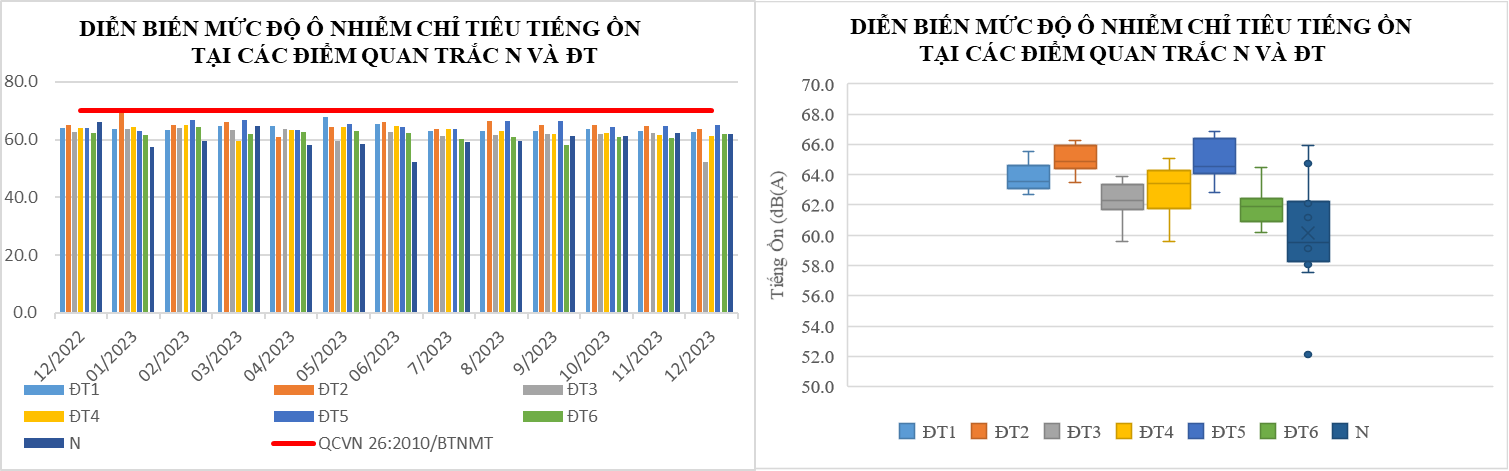 DIỄN BIẾN MỨC ĐỘ Ô NHIỄM CHỈ TIÊU TIẾNG ỒN
TẠI CÁC ĐIỂM QUAN TRẮC N VÀ ĐT
80.0
60.0
40.0
20.0
0.0
12/2022
01/2023
02/2023
03/2023
04/2023
05/2023
06/2023
7/2023
8/2023
9/2023
10/2023
11/2023
12/2023
ĐT1
ĐT2
ĐT3
ĐT4
ĐT5
ĐT6
N
QCVN 26:2010/BTNMT
DIỄN BIẾN MỨC ĐỘ Ô NHIỄM CHỈ TIÊU TIẾNG ỒN
TẠI CÁC ĐIỂM QUAN TRẮC N VÀ ĐT
Tiếng Ồn (dB(A)
70.0
68.0
66.0
64.0
62.0
60.0
58.0
56.0
54.0
52.0
50.0
ĐT1 ĐT2 ĐT3 ĐT4 ĐT5 ĐT6 N